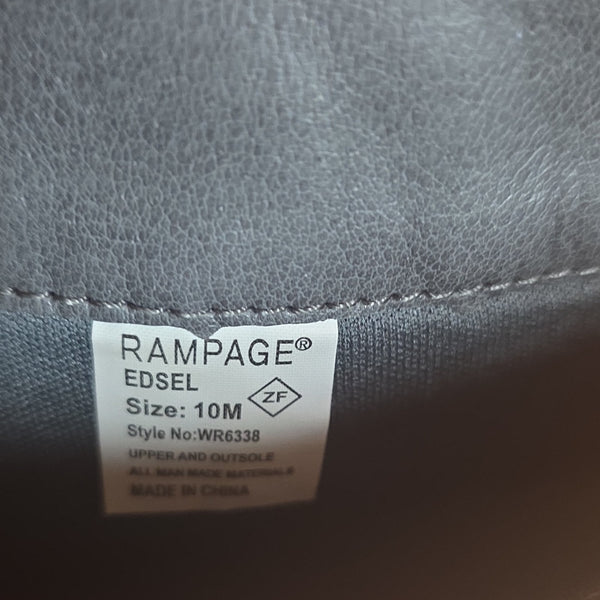 RAMPAGE®
EDSEL
Size: 10M
ZF
Style No:WR6338
UPPER AND OUTSOLE
ALL MAN MADE MATERIALS
MADE IN CHINA